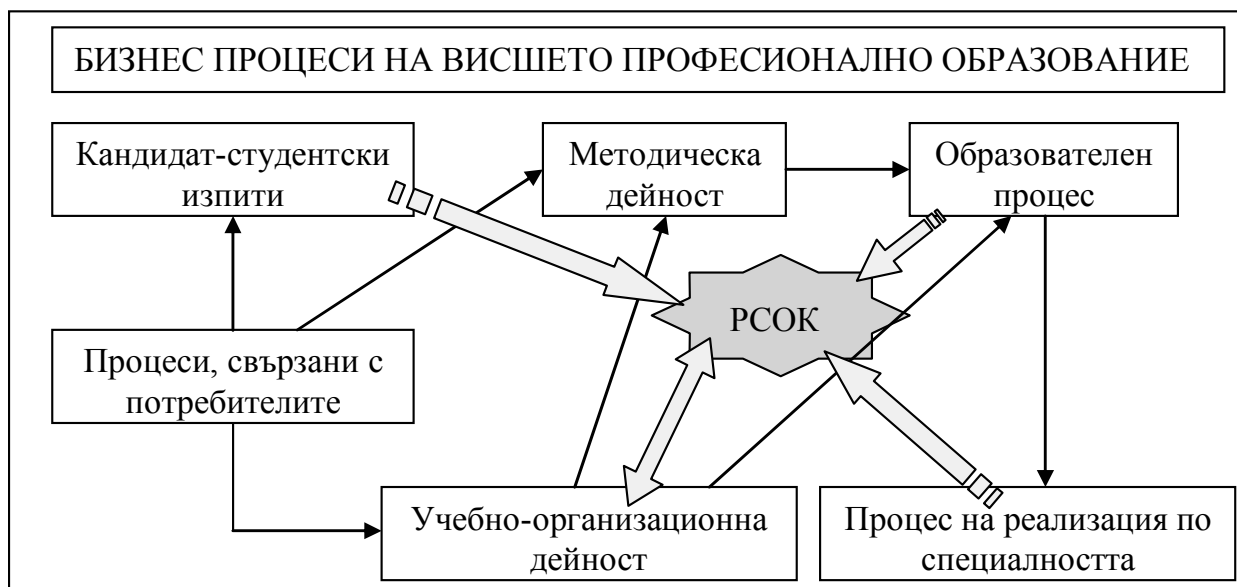 БИЗНЕС ПРОЦЕСИ НА ВИСШЕТО ПРОФЕСИОНАЛНО ОБРАЗОВАНИЕ
Кандидат-студентски
изпити
Методическа
дейност
Образователен
процес
РСОК
Процеси, свързани с
потребителите
Учебно-организационна
дейност
Процес на реализация по
специалността